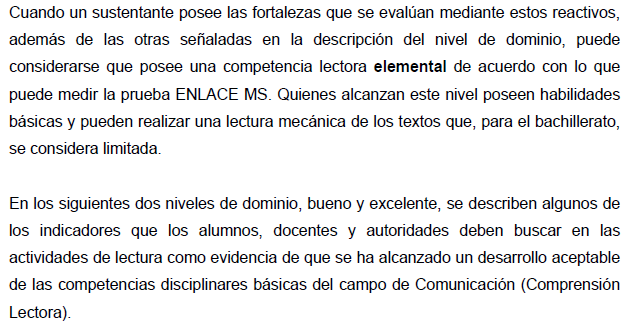 Cuando un sustentante posee las fortalezas que se evalúan mediante estos reactivos,
además de las otras señaladas en la descripción del nivel de dominio, puede
considerarse que posee una competencia lectora elemental de acuerdo con lo que
puede medir la prueba ENLACE MS. Quienes alcanzan este nivel poseen habilidades
básicas y pueden realizar una lectura mecánica de los textos que, para el bachillerato,
se considera limitada.
En los siguientes dos niveles de dominio, bueno y excelente, se describen algunos de
los indicadores que los alumnos, docentes y autoridades deben buscar en las
actividades de lectura como evidencia de que se ha alcanzado un desarrollo aceptable
de las competencias disciplinares básicas del campo de Comunicación (Comprensión
Lectora).